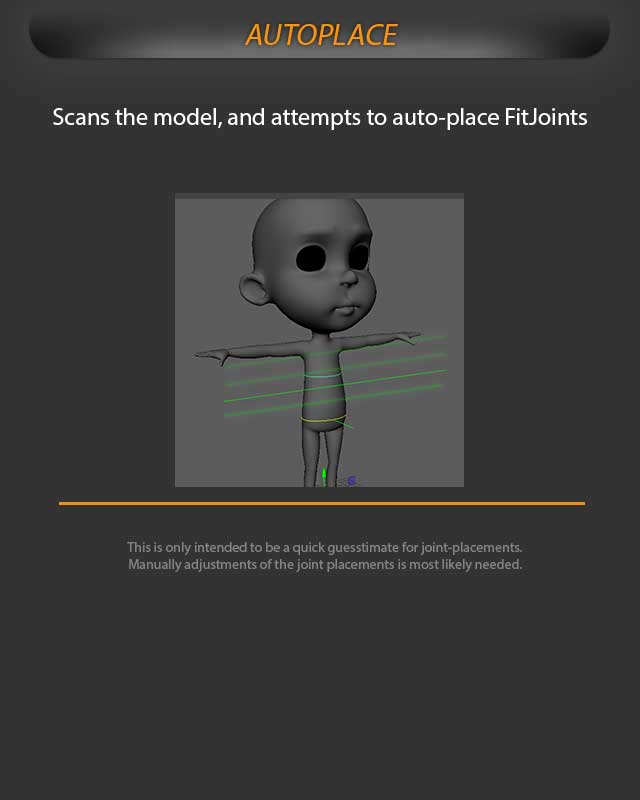 AUTOPLACE
Scans the model, and attempts to auto-place FitJoints
This is only intended to be a quick guesstimate for joint-placements.
Manually adjustments of the joint placements is most likely needed.